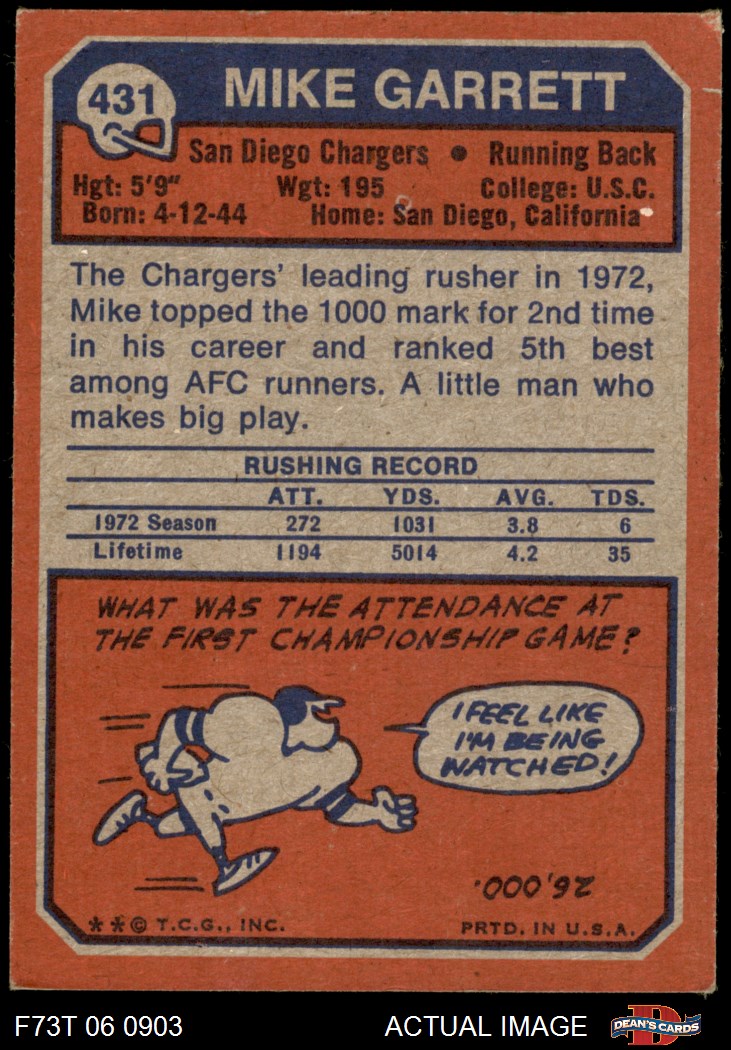 431
MIKE GARRETT
San Diego Chargers • Running Back
Hgt: 5'9" Wgt: 195 College: U.S.C.
Born: 4-12-44 Home: San Diego, California
The Chargers' leading rusher in 1972,
Mike topped the 1000 mark for 2nd time
in his career and ranked 5th best
among AFC runners. A little man who
makes big play.
RUSHING RECORD
ATT. YDS. AVG. TDS.
1972 Season 272 1031 3.8 6
Lifetime 1194 5014 4.2 35
WHAT WAS THE ATTENDANCE AT
THE FIRST CHAMPIONSHIP GAME?
I FEEL LIKE
I'M BEING
WATCHED!
26,000.
** © T.C.G., INC. PRTD. IN U.S.A.
F73T 06 0903 ACTUAL IMAGE
D
DEAN'S CARDS